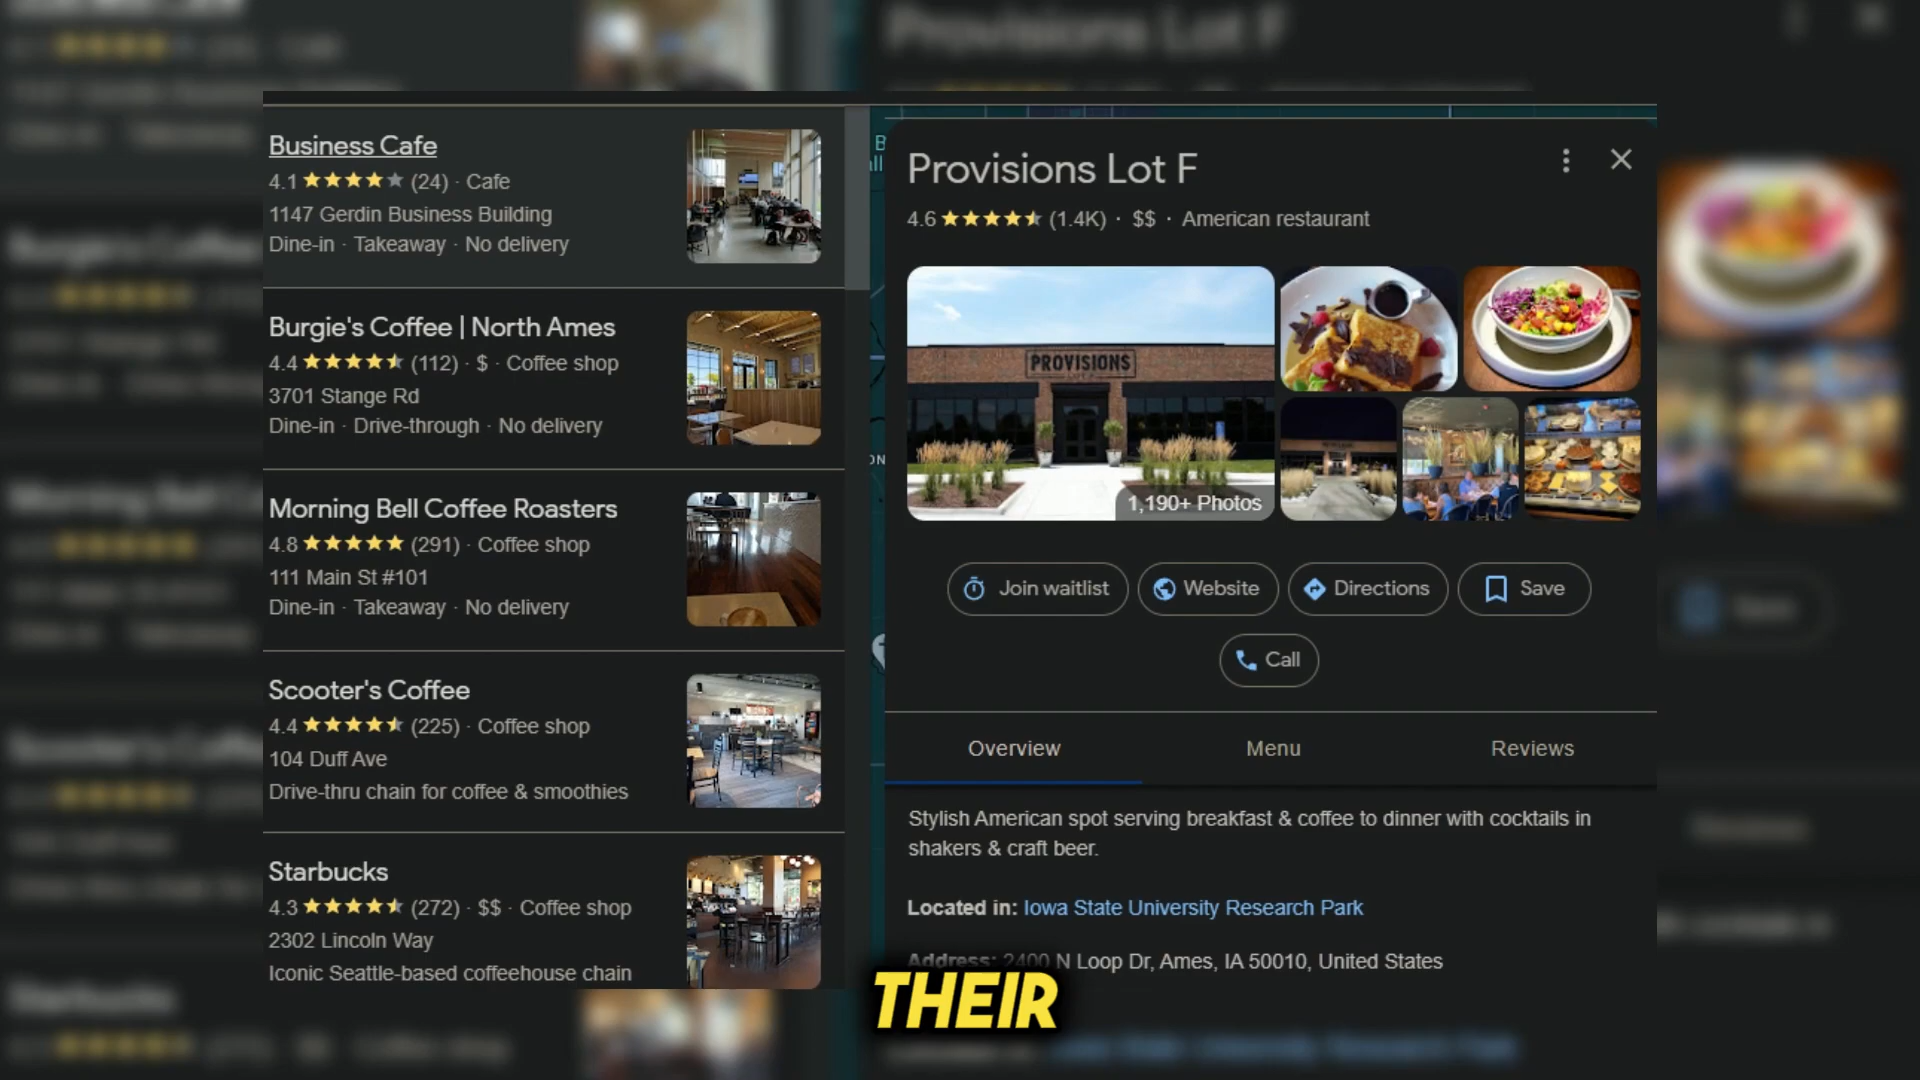 Business Cafe
4.1 (24) · Cafe
1147 Gerdin Business Building
Dine-in · Takeaway · No delivery
Burgie's Coffee | North Ames
4.4 (112) · $ · Coffee shop
3701 Stange Rd
Dine-in · Drive-through · No delivery
Morning Bell Coffee Roasters
4.8 (291) · Coffee shop
111 Main St #101
Dine-in · Takeaway · No delivery
Scooter's Coffee
4.4 (225) · Coffee shop
104 Duff Ave
Drive-thru chain for coffee & smoothies
Starbucks
4.3 (272) · $$ · Coffee shop
2302 Lincoln Way
Iconic Seattle-based coffeehouse chain
Provisions Lot F
4.6 (1.4K) · $$ · American restaurant
PROVISIONS
1,190+ Photos
Join waitlist
Website
Directions
Save
Call
Overview
Menu
Reviews
Stylish American spot serving breakfast & coffee to dinner with cocktails in
shakers & craft beer.
Located in: Iowa State University Research Park
Address: 2400 N Loop Dr, Ames, IA 50010, United States
THEIR